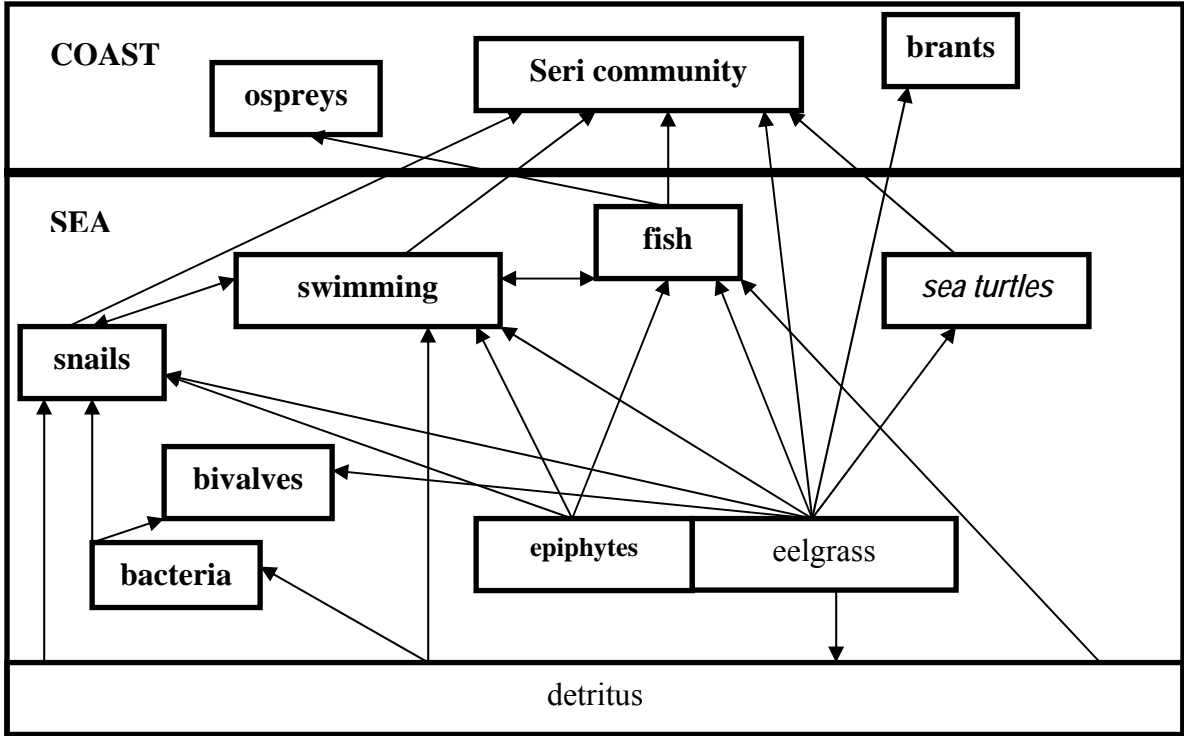 COAST
brants
Seri community
ospreys
SEA
fish
swimming
sea turtles
snails
bivalves
epiphytes
eelgrass
bacteria
detritus